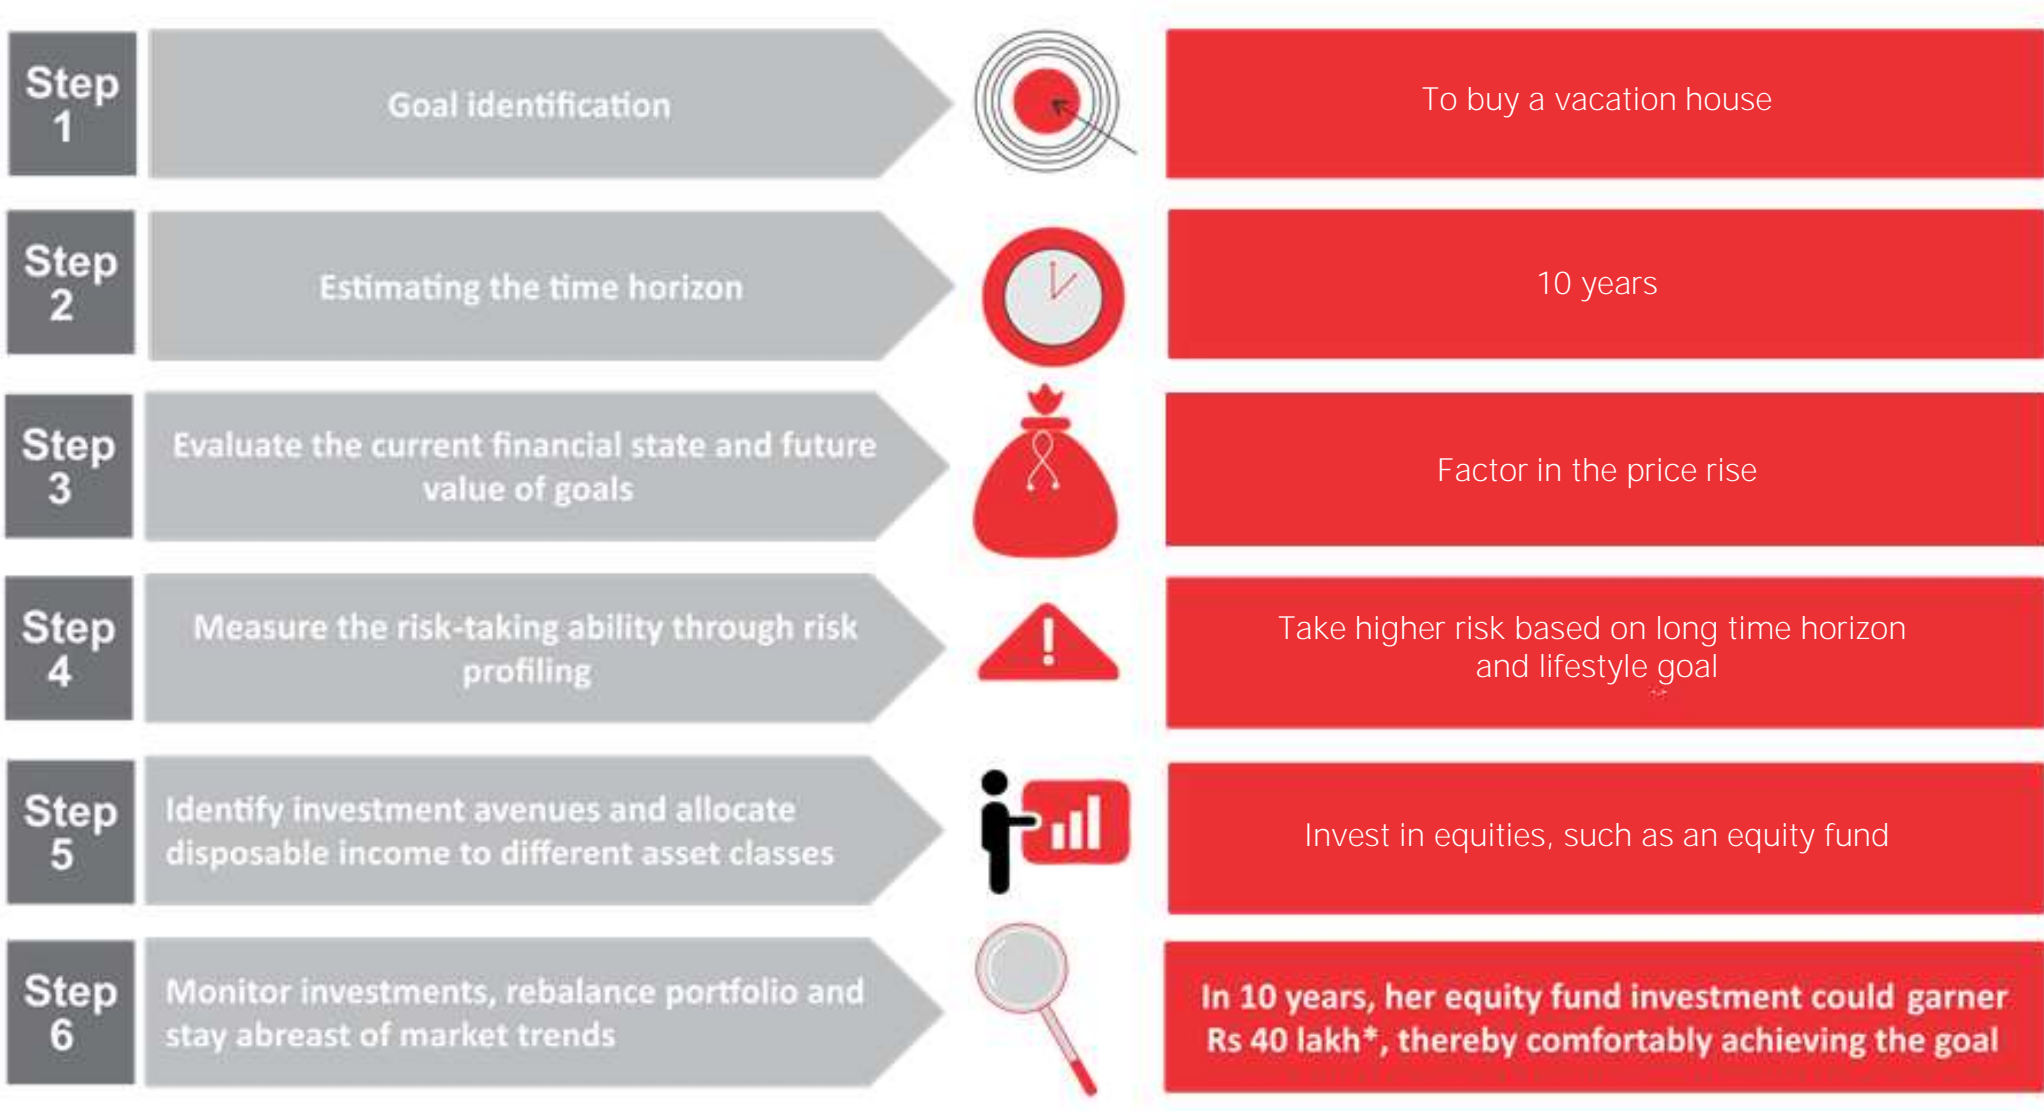 Step
1
Goal identification
To buy a vacation house
Step
2
Estimating the time horizon
10 years
Step
3
Evaluate the current financial state and future
value of goals
Factor in the price rise
Step
4
Measure the risk-taking ability through risk
profiling
Take higher risk based on long time horizon
and lifestyle goal
Step
5
Identify investment avenues and allocate
disposable income to different asset classes
Invest in equities, such as an equity fund
Step
6
Monitor investments, rebalance portfolio and
stay abreast of market trends
In 10 years, her equity fund investment could garner
Rs 40 lakh*, thereby comfortably achieving the goal